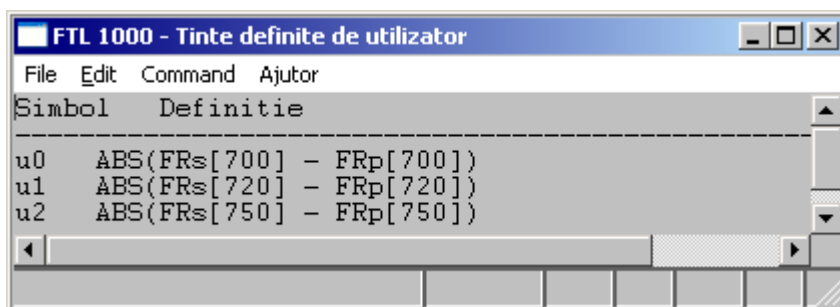 FTL 1000 - Tinte definite de utilizator
File Edit Command Ajutor
Simbol Definitie
--------------------------------------------------------
u0 ABS(FRs[700] - FRp[700])
u1 ABS(FRs[720] - FRp[720])
u2 ABS(FRs[750] - FRp[750])